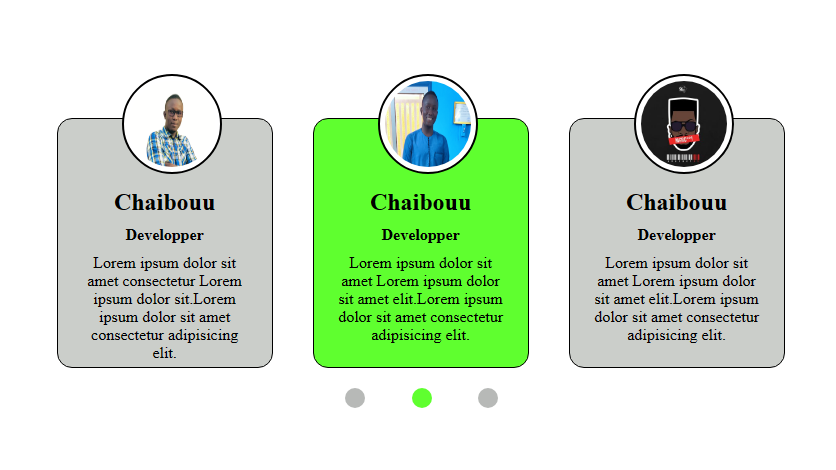 Chaibouu
Developper
Lorem ipsum dolor sit
amet consectetur Lorem
ipsum dolor sit.Lorem
ipsum dolor sit amet
consectetur adipisicing
elit.
Chaibouu
Developper
Lorem ipsum dolor sit
amet Lorem ipsum dolor
sit amet elit.Lorem ipsum
dolor sit amet consectetur
adipisicing elit.
Chaibouu
Developper
Lorem ipsum dolor sit
amet Lorem ipsum dolor
sit amet elit.Lorem ipsum
dolor sit amet consectetur
adipisicing elit.